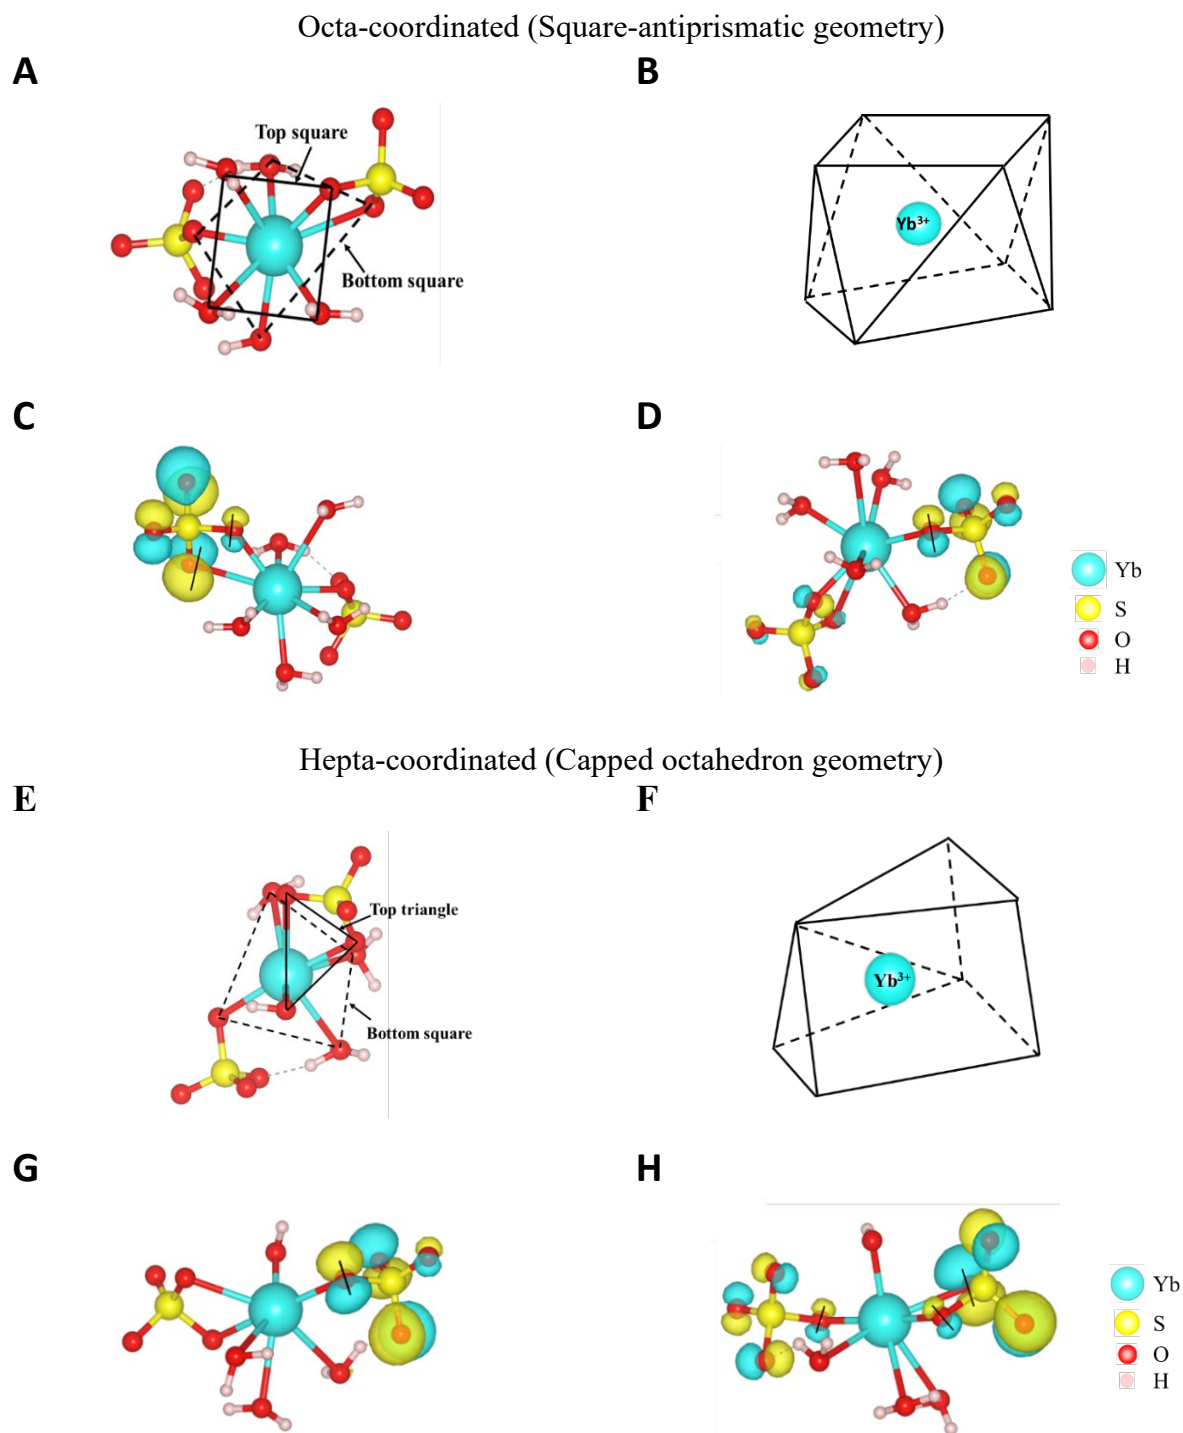 Octa-coordinated (Square-antiprismatic geometry)
A
B
Top square
Bottom square
Yb³⁺
C
D
Yb
S
O
H
Hepta-coordinated (Capped octahedron geometry)
E
F
Top triangle
Bottom square
Yb³⁺
G
H
Yb
S
O
H